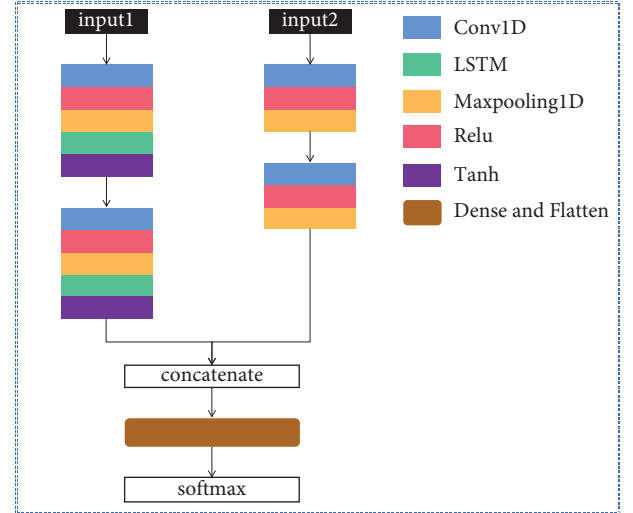 input1
input2
Conv1D
LSTM
Maxpooling1D
Relu
Tanh
Dense and Flatten
concatenate
softmax